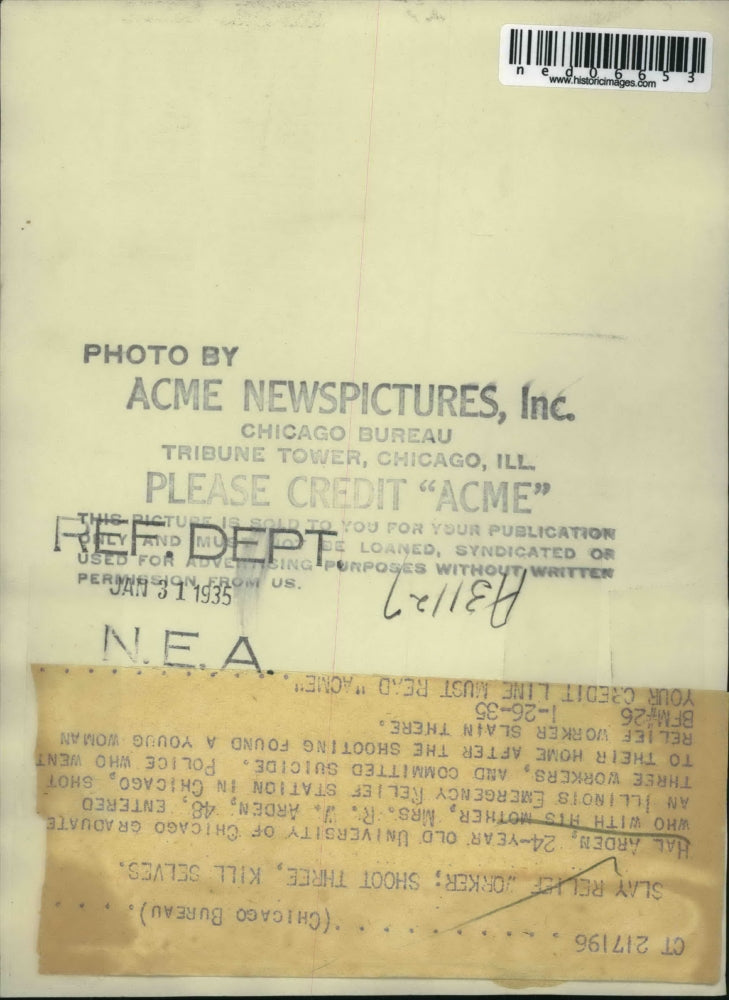 ned06653
www.historicimages.com
PHOTO BY
ACME NEWSPICTURES, Inc.
CHICAGO BUREAU
TRIBUNE TOWER, CHICAGO, ILL.
PLEASE CREDIT “ACME”
THIS PICTURE IS SOLD TO YOU FOR YOUR PUBLICATION
ONLY AND MUST NOT BE LOANED, SYNDICATED OR
USED FOR ADVERTISING PURPOSES WITHOUT WRITTEN
PERMISSION FROM US.
REF. DEPT.
JAN 31 1935
N.E.A.
CT 217196
. . . . . . . . . . . (CHICAGO BUREAU). . . . .
SLAY RELIEF WORKER; SHOOT THREE, KILL SELVES.
HAL ARDEN, 24-YEAR OLD UNIVERSITY OF CHICAGO GRADUATE
WHO WITH HIS MOTHER, MRS. R. W. ARDEN, 48, ENTERED
AN ILLINOIS EMERGENCY RELIEF STATION IN CHICAGO, SHOT
THREE WORKERS, AND COMMITTED SUICIDE. POLICE WHO WENT
TO THEIR HOME AFTER THE SHOOTING FOUND A YOUNG WOMAN
RELIEF WORKER SLAIN THERE.
BFM#26 1-26-35
YOUR CREDIT LINE MUST READ "ACME"